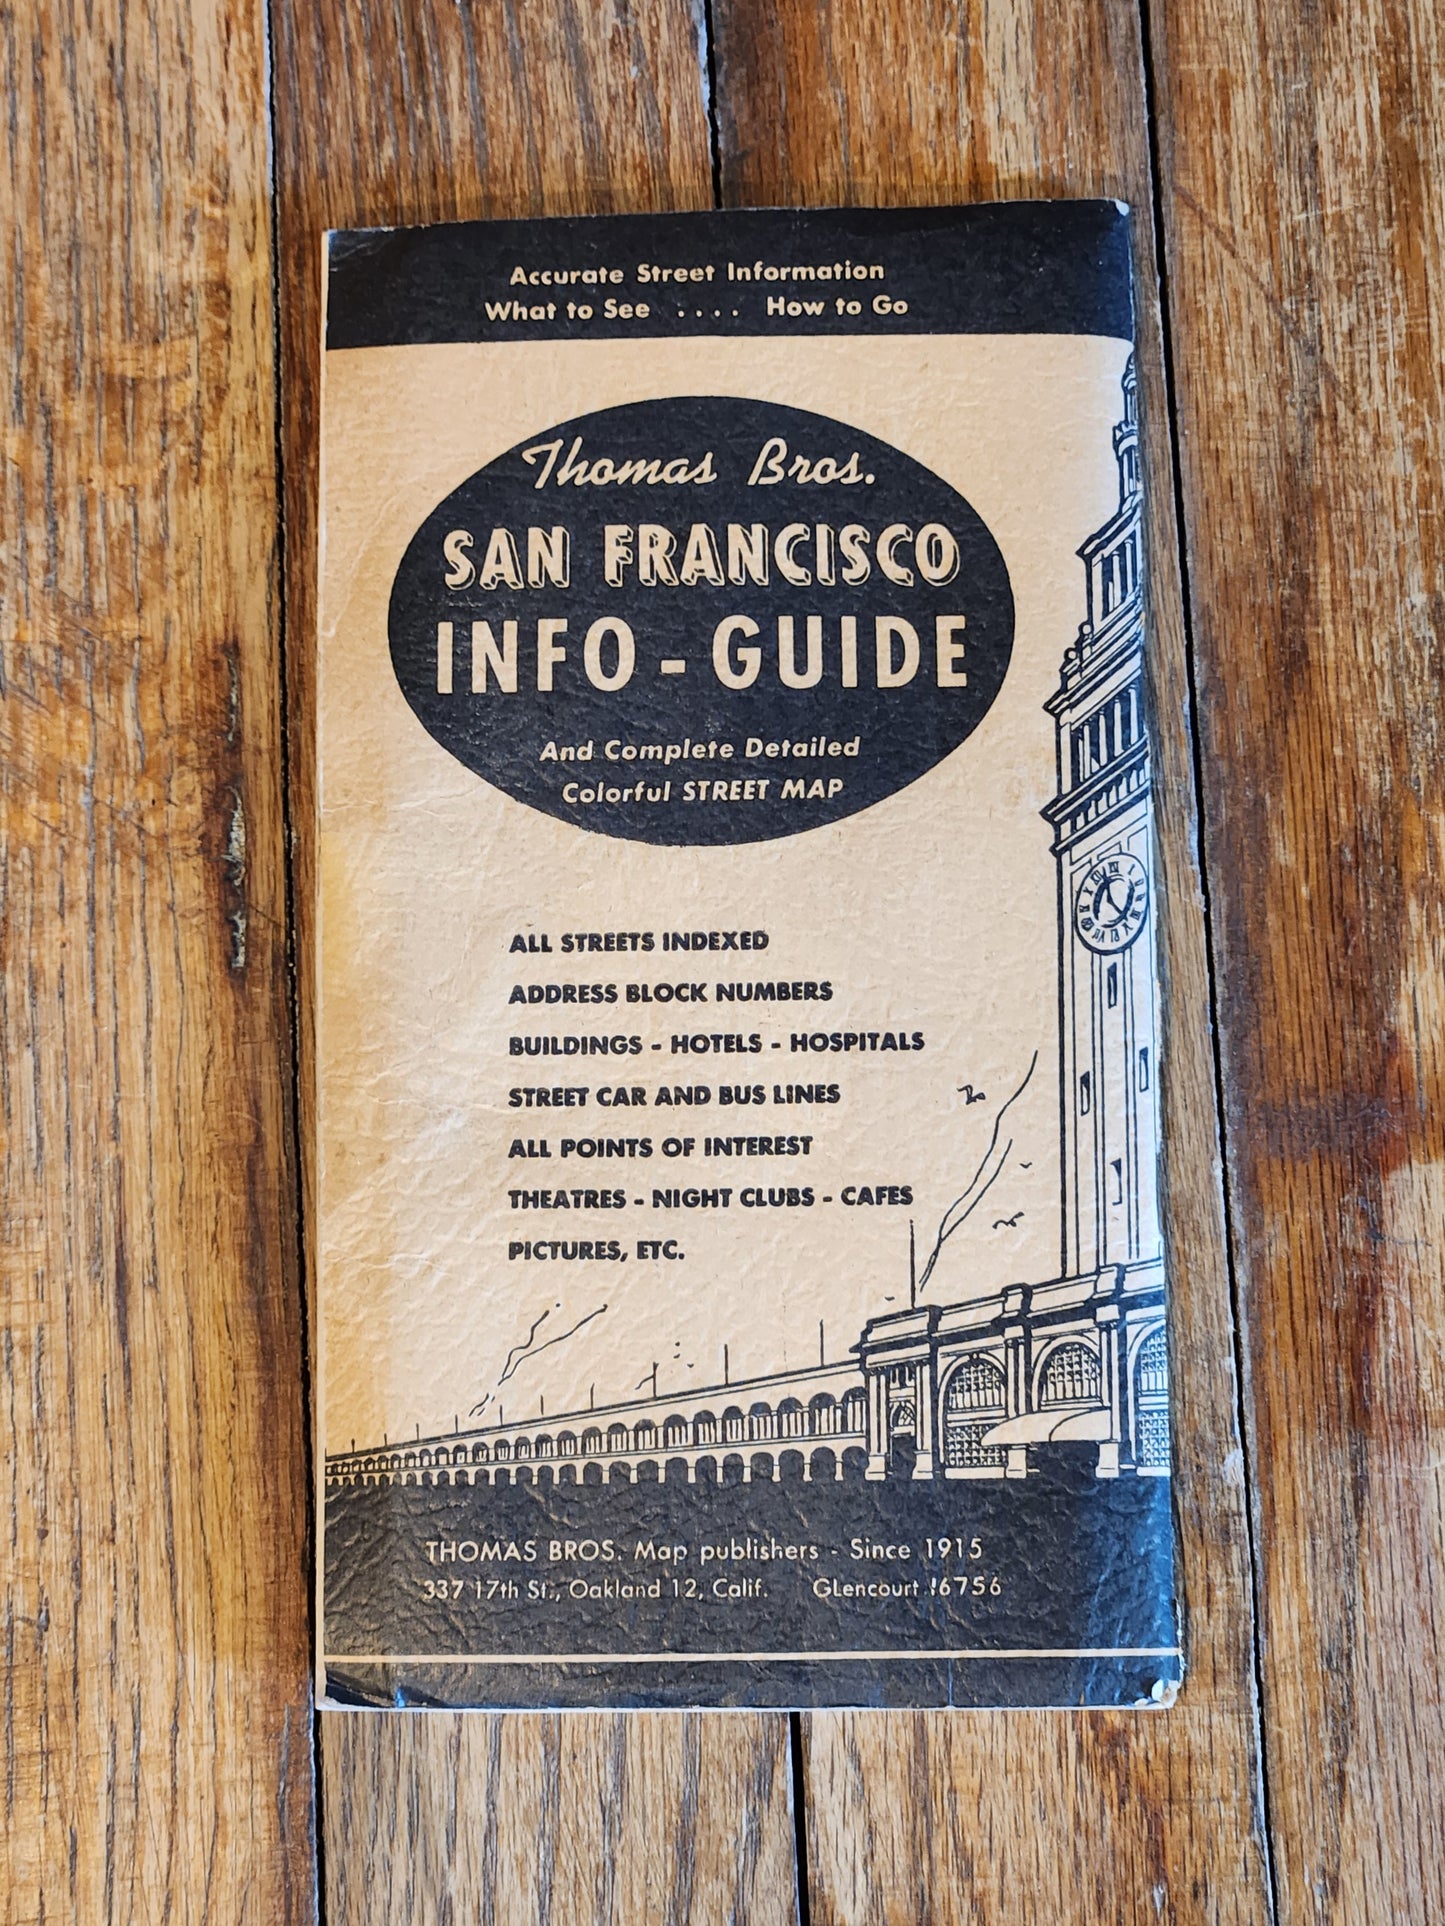 Accurate Street Information
What to See .... How to Go
Thomas Bros.
SAN FRANCISCO
INFO-GUIDE
And Complete Detailed
Colorful STREET MAP
ALL STREETS INDEXED
ADDRESS BLOCK NUMBERS
BUILDINGS - HOTELS - HOSPITALS
STREET CAR AND BUS LINES
ALL POINTS OF INTEREST
THEATRES - NIGHT CLUBS - CAFES
PICTURES, ETC.
THOMAS BROS. Map publishers - Since 1915
337 17th St., Oakland 12, Calif. GLencourt